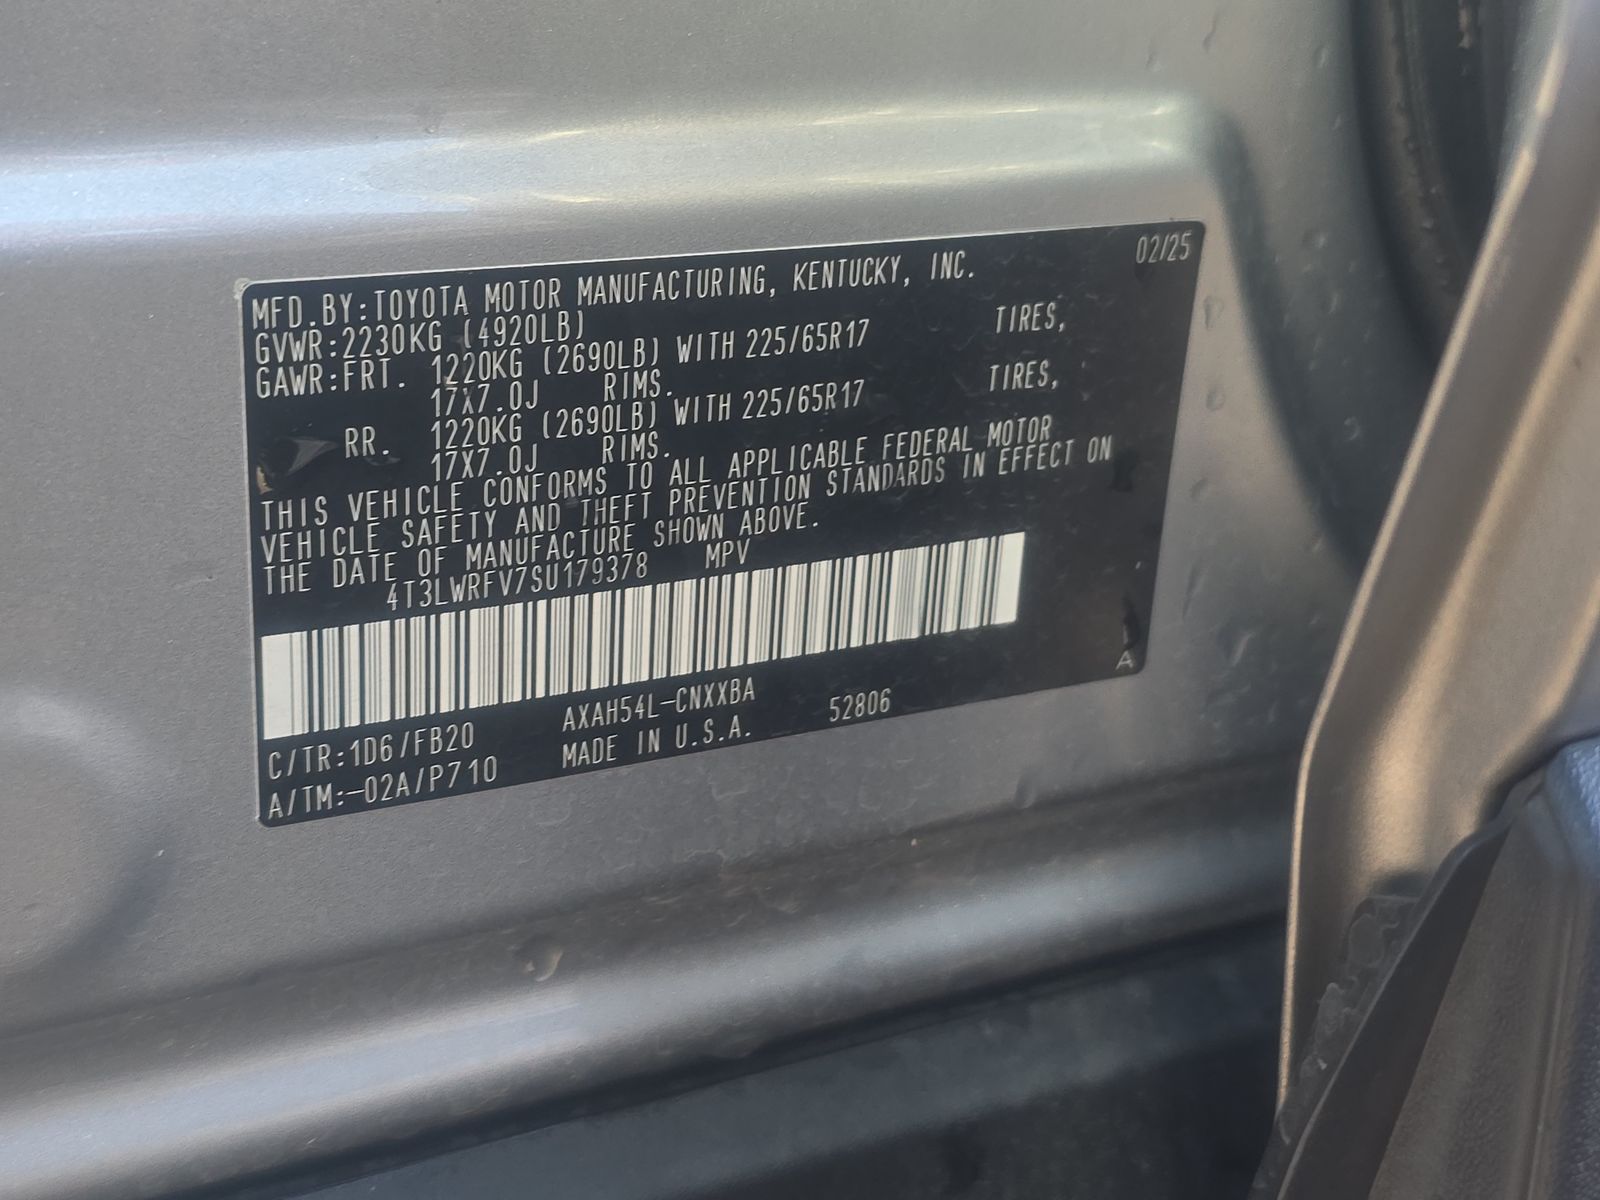 02/25
MFD.BY:TOYOTA MOTOR MANUFACTURING, KENTUCKY, INC.
GVWR:2230KG (4920LB)
GAWR:FRT. 1220KG (2690LB) WITH 225/65R17 TIRES,
17X7.0J RIMS.
RR. 1220KG (2690LB) WITH 225/65R17 TIRES,
17X7.0J RIMS.
THIS VEHICLE CONFORMS TO ALL APPLICABLE FEDERAL MOTOR
VEHICLE SAFETY AND THEFT PREVENTION STANDARDS IN EFFECT ON
THE DATE OF MANUFACTURE SHOWN ABOVE.
4T3LWRFV7SU179378 MPV
A
C/TR:1D6/FB20 AXAH54L-CNXXBA 52806
A/TM:-02A/P710 MADE IN U.S.A.